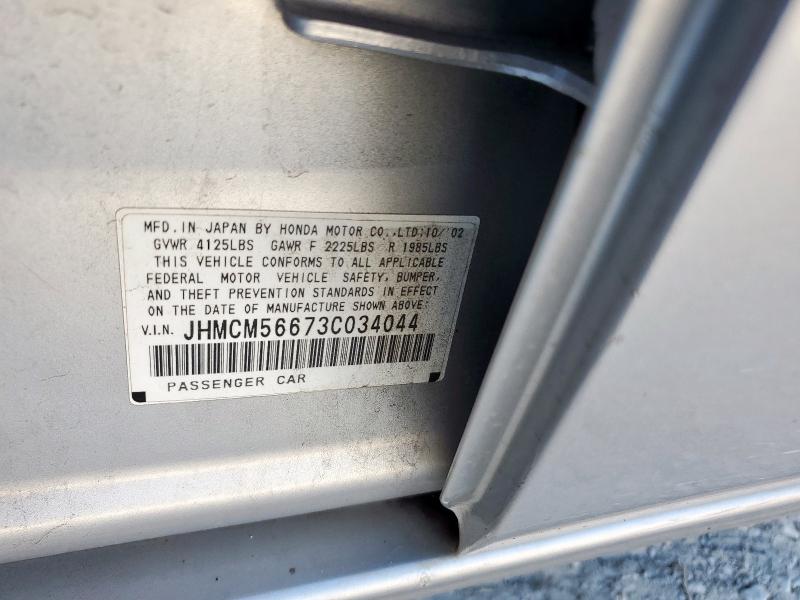 MFD. IN JAPAN BY HONDA MOTOR CO.,LTD:10/'02
GVWR 4125LBS GAWR F 2225LBS R 1985LBS
THIS VEHICLE CONFORMS TO ALL APPLICABLE
FEDERAL MOTOR VEHICLE SAFETY, BUMPER,
AND THEFT PREVENTION STANDARDS IN EFFECT
ON THE DATE OF MANUFACTURE SHOWN ABOVE:
V.I.N. JHMCM56673C034044
PASSENGER CAR